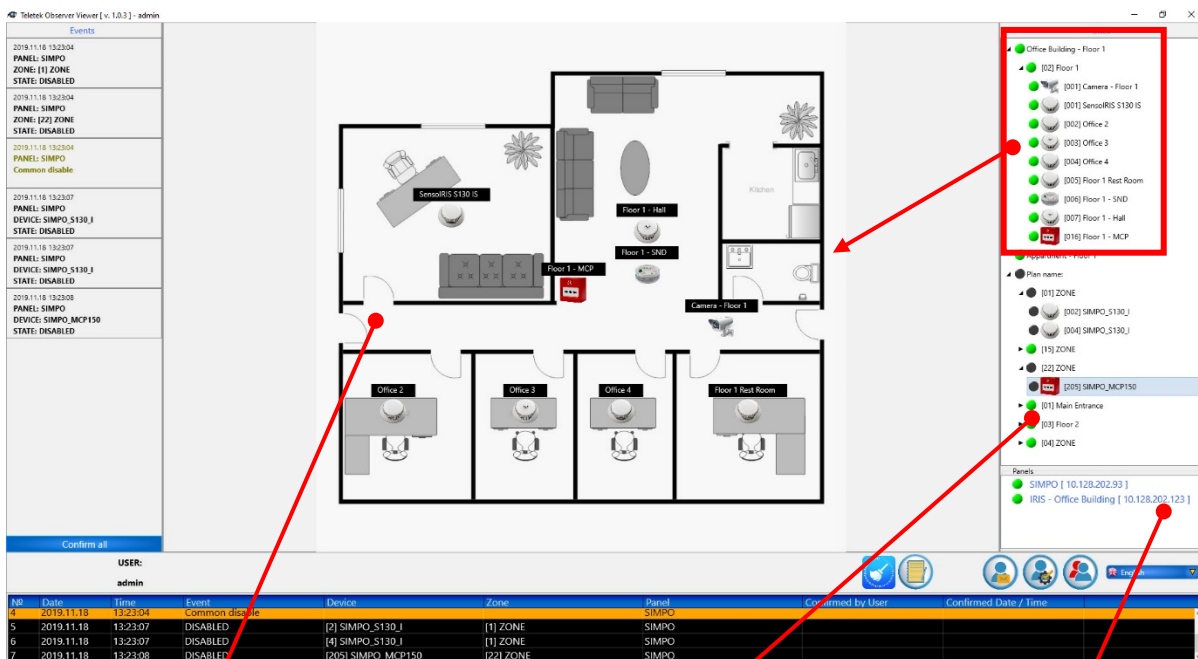 Teletek Observer Viewer [ v. 1.0.3 ] - admin
Events
2019.11.18 13:23:04
PANEL: SIMPO
ZONE: [1] ZONE
STATE: DISABLED
2019.11.18 13:23:04
PANEL: SIMPO
ZONE: [22] ZONE
STATE: DISABLED
2019.11.18 13:23:04
PANEL: SIMPO
Common disable
2019.11.18 13:23:07
PANEL: SIMPO
DEVICE: SIMPO_S130_I
STATE: DISABLED
2019.11.18 13:23:07
PANEL: SIMPO
DEVICE: SIMPO_S130_I
STATE: DISABLED
2019.11.18 13:23:08
PANEL: SIMPO
DEVICE: SIMPO_MCP150
STATE: DISABLED
Confirm all
SensoIRIS S130 IS
Kitchen
Floor 1 - Hall
Floor 1 - SND
Floor 1 - MCP
Camera - Floor 1
Office 2
Office 3
Office 4
Floor 1 Rest Room
Office Building - Floor 1
[02] Floor 1
[001] Camera - Floor 1
[001] SensoIRIS S130 IS
[002] Office 2
[003] Office 3
[004] Office 4
[005] Floor 1 Rest Room
[006] Floor 1 - SND
[007] Floor 1 - Hall
[016] Floor 1 - MCP
Appartment - Floor 1
Plan name:
[01] ZONE
[002] SIMPO_S130_I
[004] SIMPO_S130_I
[15] ZONE
[22] ZONE
[205] SIMPO_MCP150
[01] Main Entrance
[03] Floor 2
[04] ZONE
Panels
SIMPO [ 10.128.202.93 ]
IRIS - Office Building [ 10.128.202.123 ]
USER:
admin
English
Nº Date Time Event Device Zone Panel Confirmed by User Confirmed Date / Time
4 2019.11.18 13:23:04 Common disable SIMPO
5 2019.11.18 13:23:07 DISABLED [2] SIMPO_S130_I [1] ZONE SIMPO
6 2019.11.18 13:23:07 DISABLED [4] SIMPO_S130_I [1] ZONE SIMPO
7 2019.11.18 13:23:08 DISABLED [205] SIMPO_MCP150 [22] ZONE SIMPO